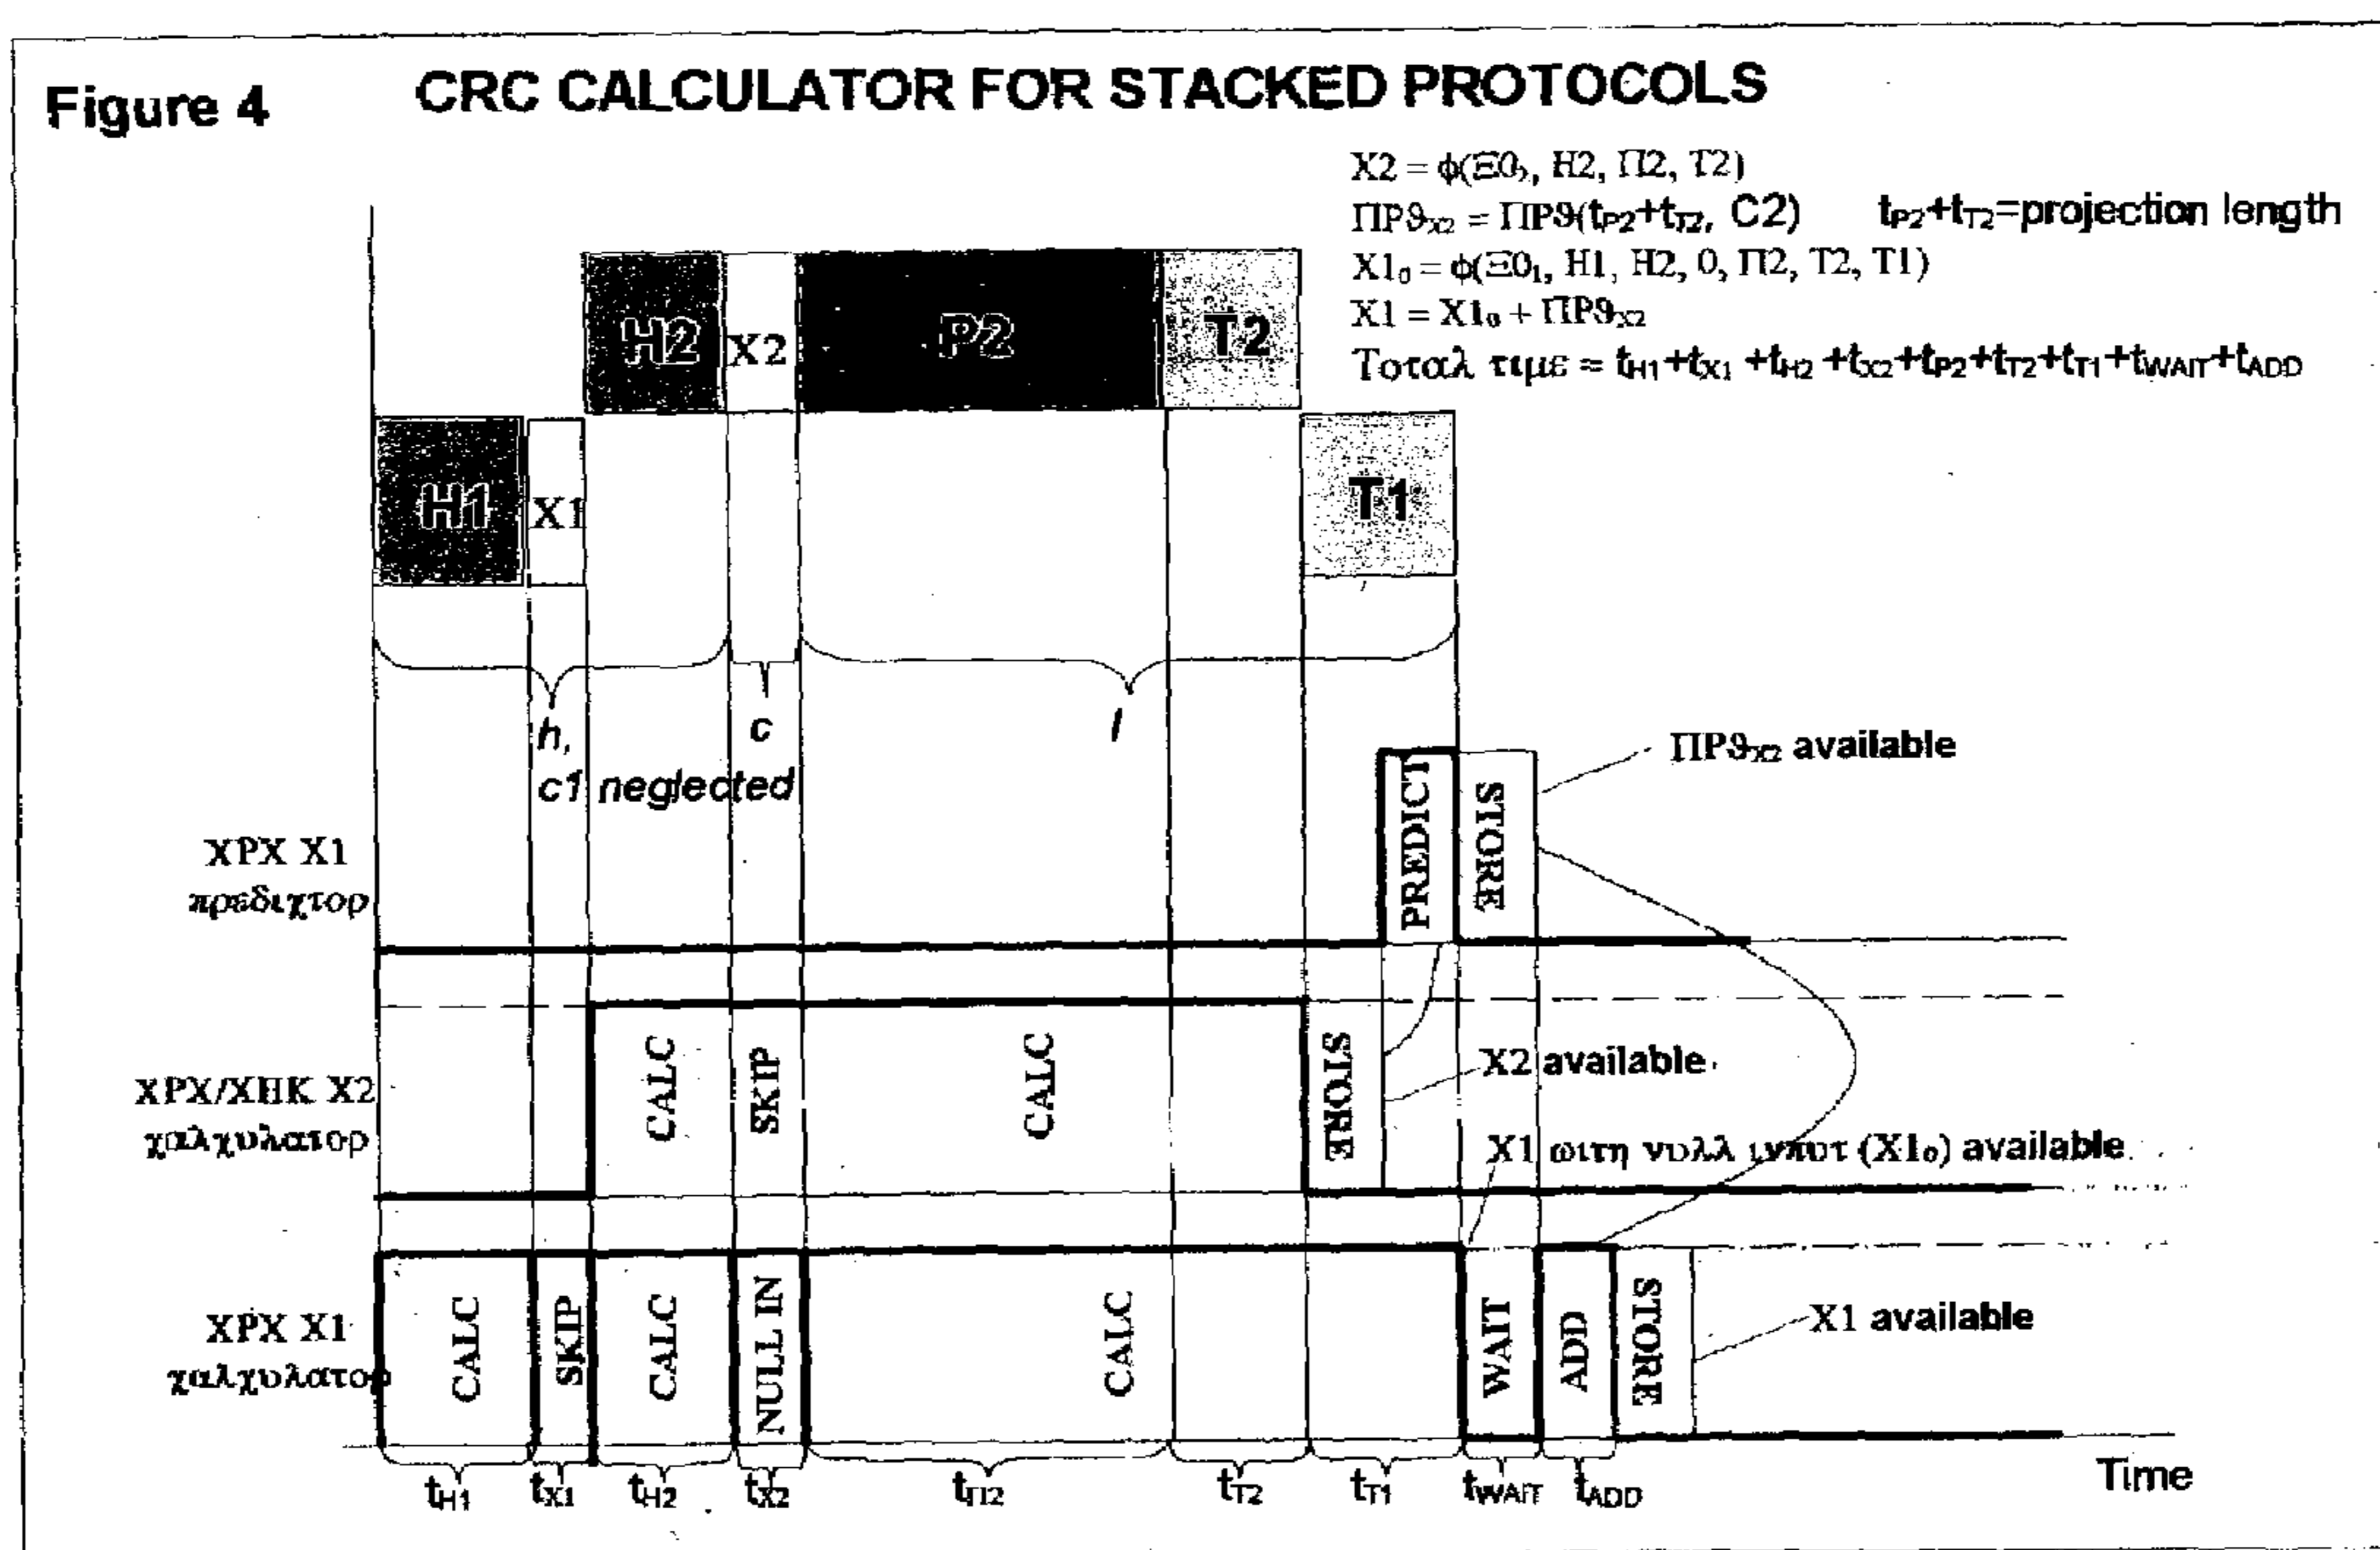 Figure 4
CRC CALCULATOR FOR STACKED PROTOCOLS
X2 = φ(Ξ0₂, H2, Π2, T2)
ΠΡϑx2 = ΠΡϑ(tP2+tT2, C2) tP2+tT2=projection length
X1₀ = φ(Ξ0₁, H1, H2, 0, Π2, T2, T1)
X1 = X1₀ + ΠΡϑx2
Τοταλ τιμε = tH1+tX1 +tH2 +tX2+tP2+tT2+tT1+tWAIT+tADD
H2
X2
P2
T2
H1
X1
T1
h,
c1 neglected
c
l
ΠΡϑx2 available
ΧΡΧ X1
πρεδιχτορ
PREDICT
STORE
ΧΡΧ/ΧΗΚ X2
χαλχυλατορ
CALC
SKIP
CALC
STORE
X2 available
X1 ωιτη νυλλ ινπυτ (X1₀) available
ΧΡΧ X1
χαλχυλατορ
CALC
SKIP
CALC
NULL IN
CALC
WAIT
ADD
STORE
X1 available
tH1
tX1
tH2
tX2
tΠ2
tT2
tT1
tWAIT
tADD
Time